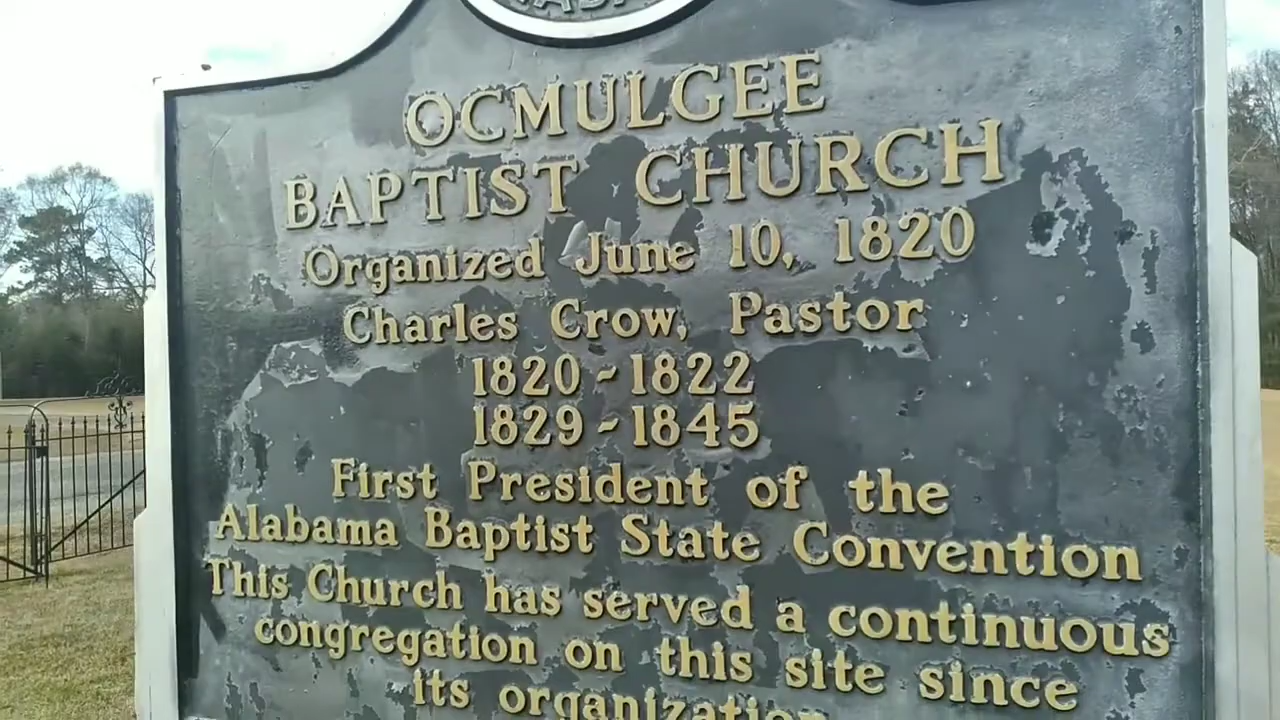 OCMULGEE
BAPTIST CHURCH
Organized June 10, 1820
Charles Crow, Pastor
1820-1822
1829-1845
First President of the
Alabama Baptist State Convention
This Church has served a continuous
congregation on this site since
its organization